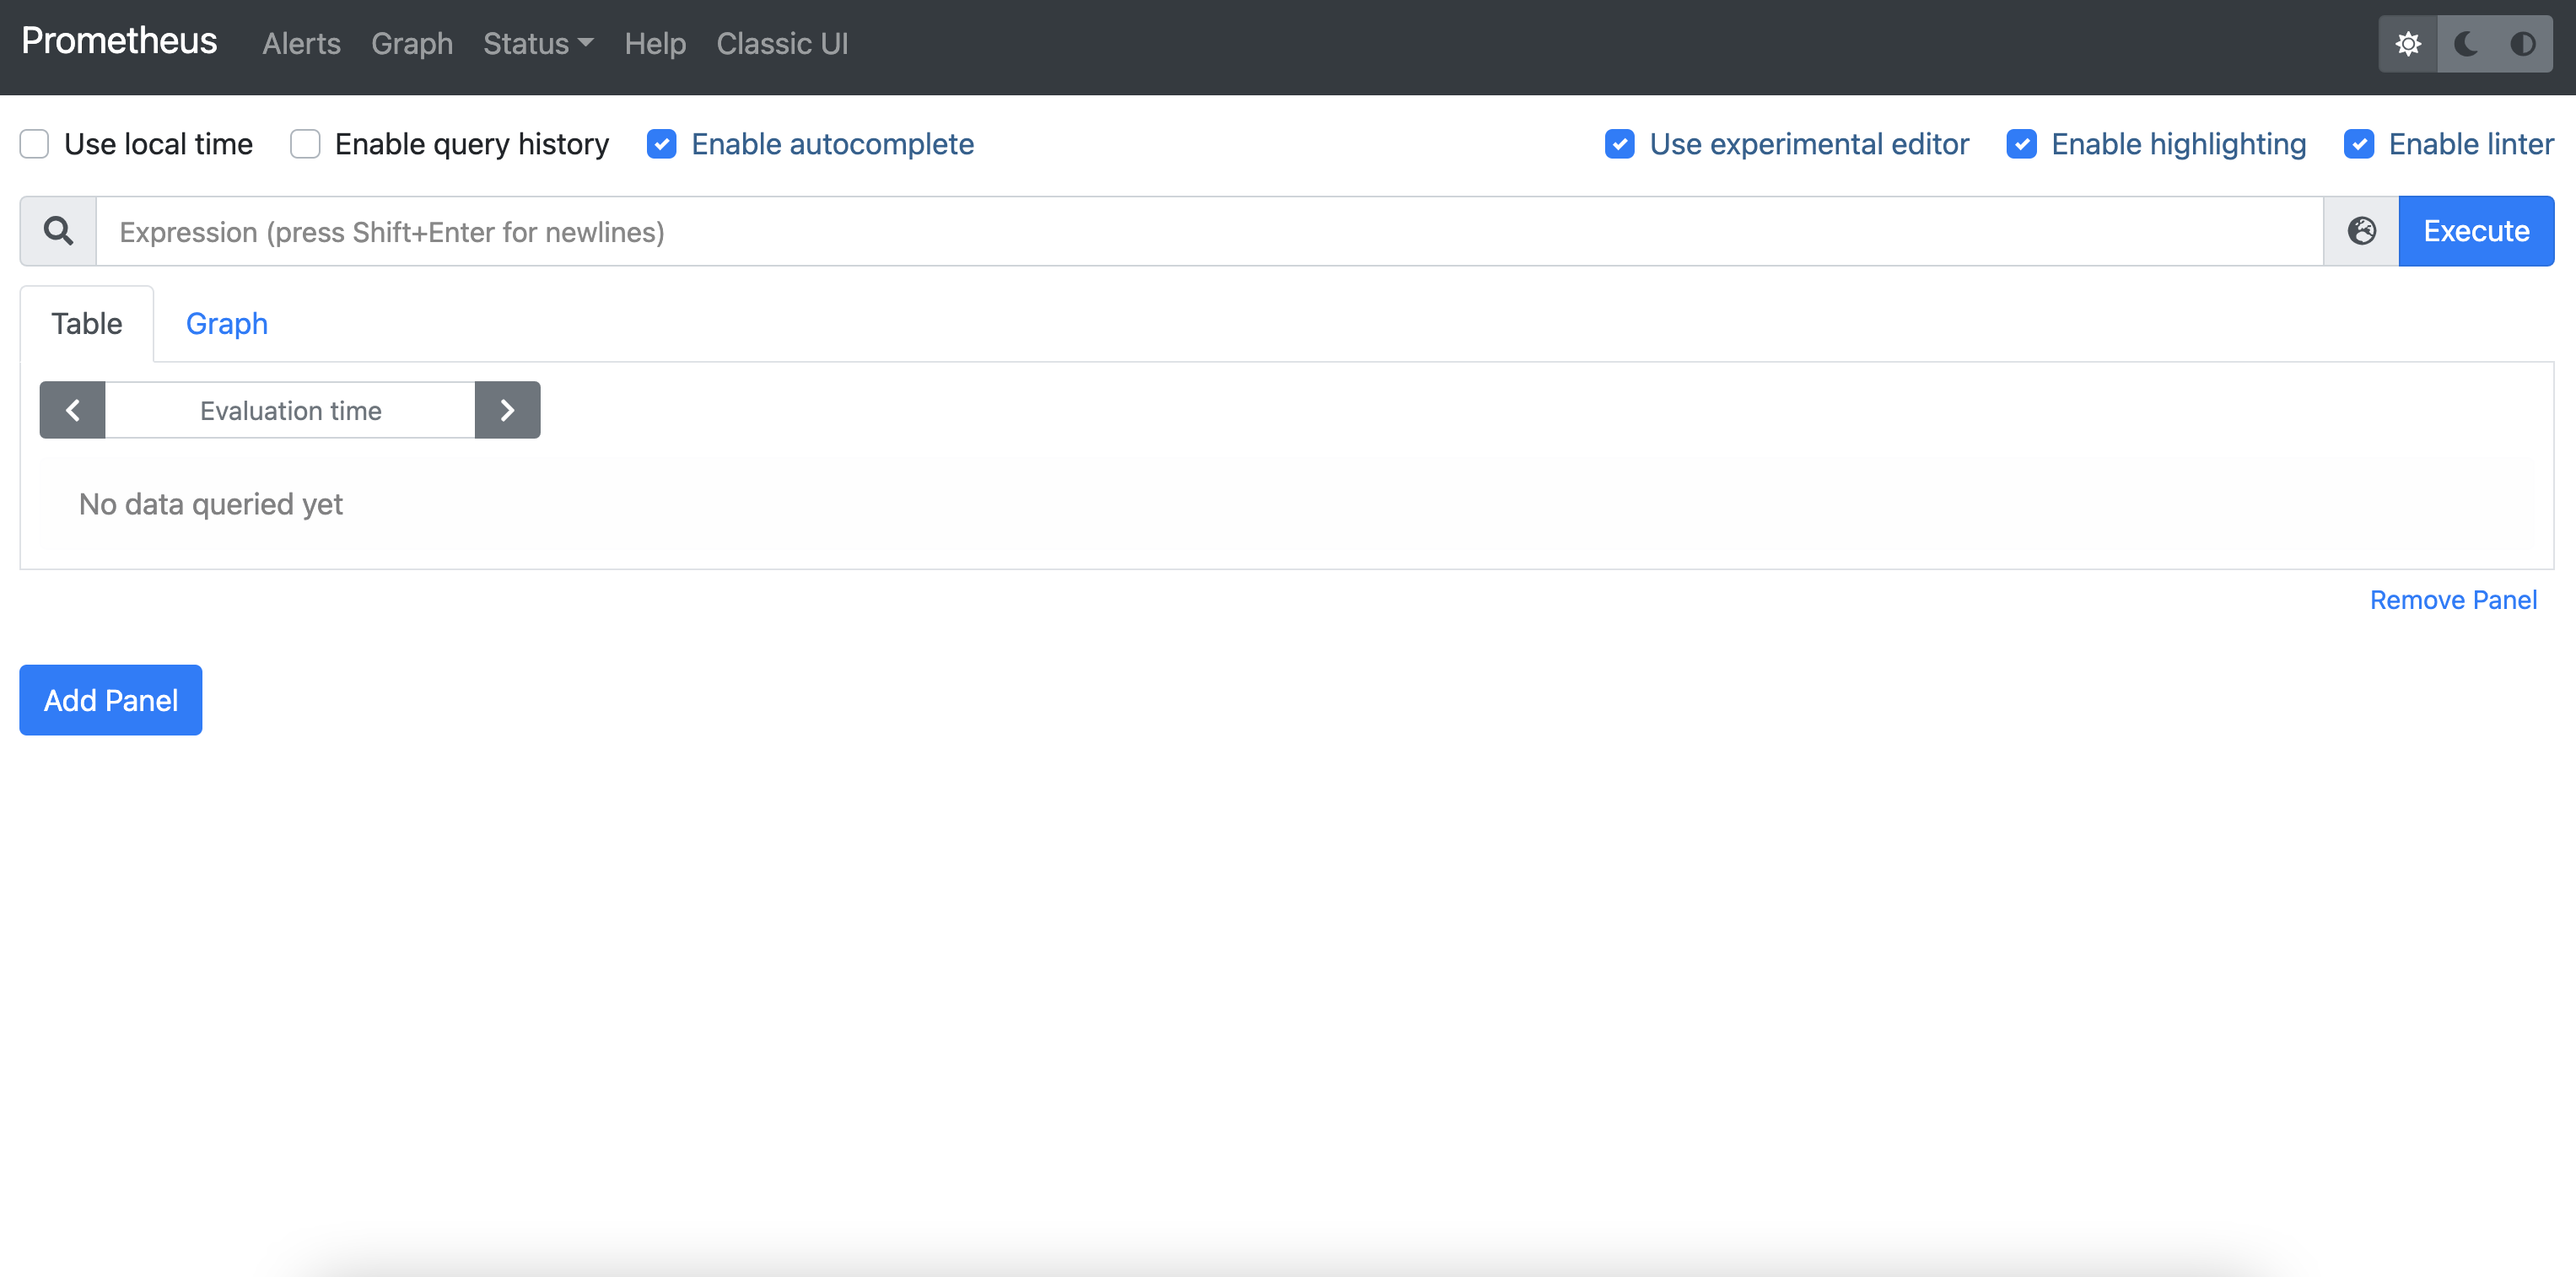 Prometheus Alerts Graph Status Help Classic UI
Use local time Enable query history Enable autocomplete Use experimental editor Enable highlighting Enable linter
Expression (press Shift+Enter for newlines) Execute
Table Graph
Evaluation time
No data queried yet
Remove Panel
Add Panel